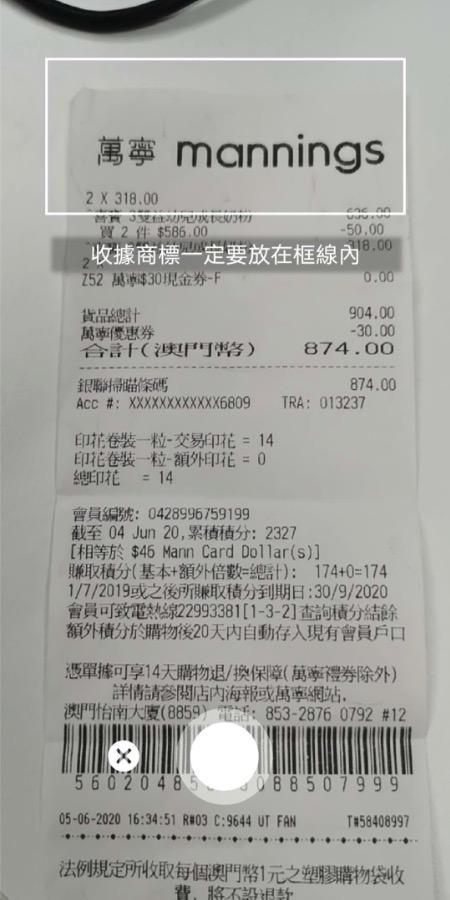 萬寧 mannings
2 X 318.00
喜寶 3雙益幼兒成長奶粉 636.00
買 2 件 $586.00 -50.00
318.00
收據商標一定要放在框線內
Z52 萬寧$30現金券-F 0.00
貨品總計 904.00
萬寧優惠券 -30.00
合計(澳門幣) 874.00
銀聯掃瞄條碼 874.00
Acc #: XXXXXXXXXXXX6809 TRA: 013237
印花卷裝一粒-交易印花 = 14
印花卷裝一粒-額外印花 = 0
總印花 = 14
會員編號: 0428996759199
截至 04 Jun 20,累積積分: 2327
[相等於 $46 Mann Card Dollar(s)]
賺取積分(基本+額外倍數=總計): 174+0=174
1/7/2019或之後所賺取積分到期日:30/9/2020
會員可致電熱線22993381[1-3-2]查詢積分結餘
額外積分於購物後20天內自動存入現有會員戶口
憑單據可享14天購物退/換保障(萬寧禮券除外)
詳情請參閱店內海報或萬寧網站.
澳門怡南大廈(8859) 電話: 853-2876 0792 #12
5602048 088507999
05-06-2020 16:34:51 R#03 C:9644 UT FAN T#58408997
法例規定所收取每個澳門幣1元之塑膠購物袋收
費, 將不設退款